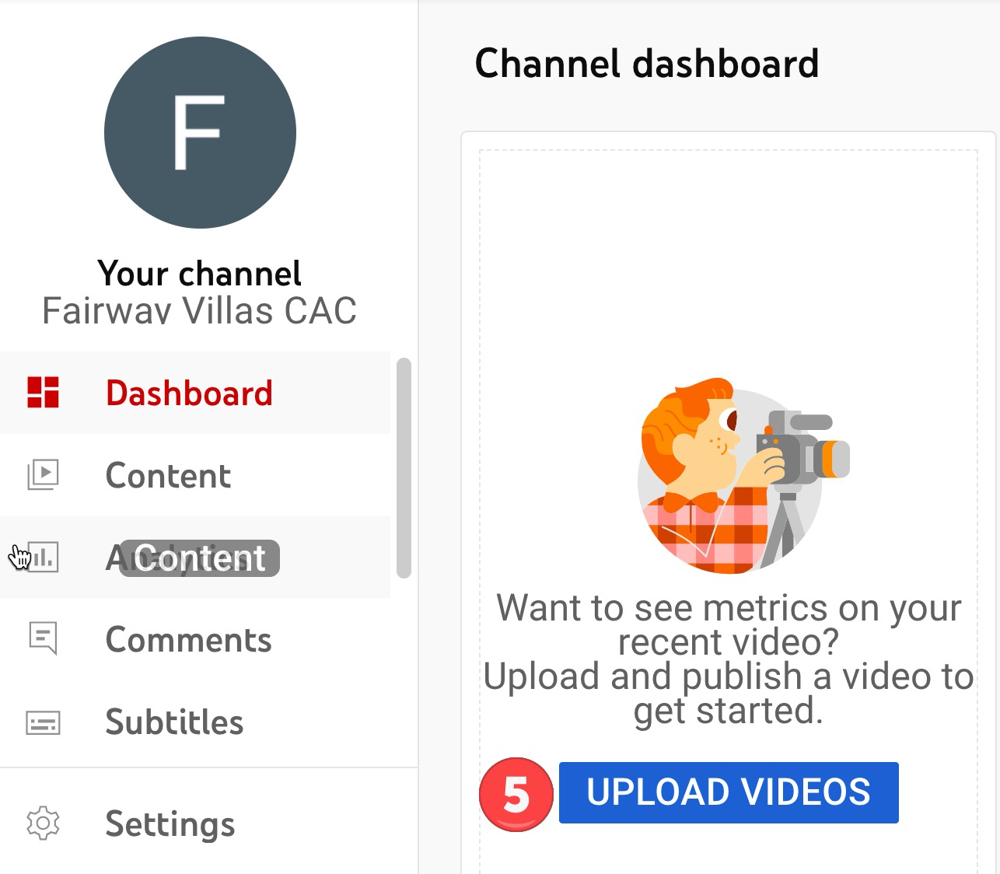 F
Your channel
Fairway Villas CAC
Dashboard
Content
Analytics
Content
Comments
Subtitles
Settings
Channel dashboard
Want to see metrics on your
recent video?
Upload and publish a video to
get started.
5
UPLOAD VIDEOS